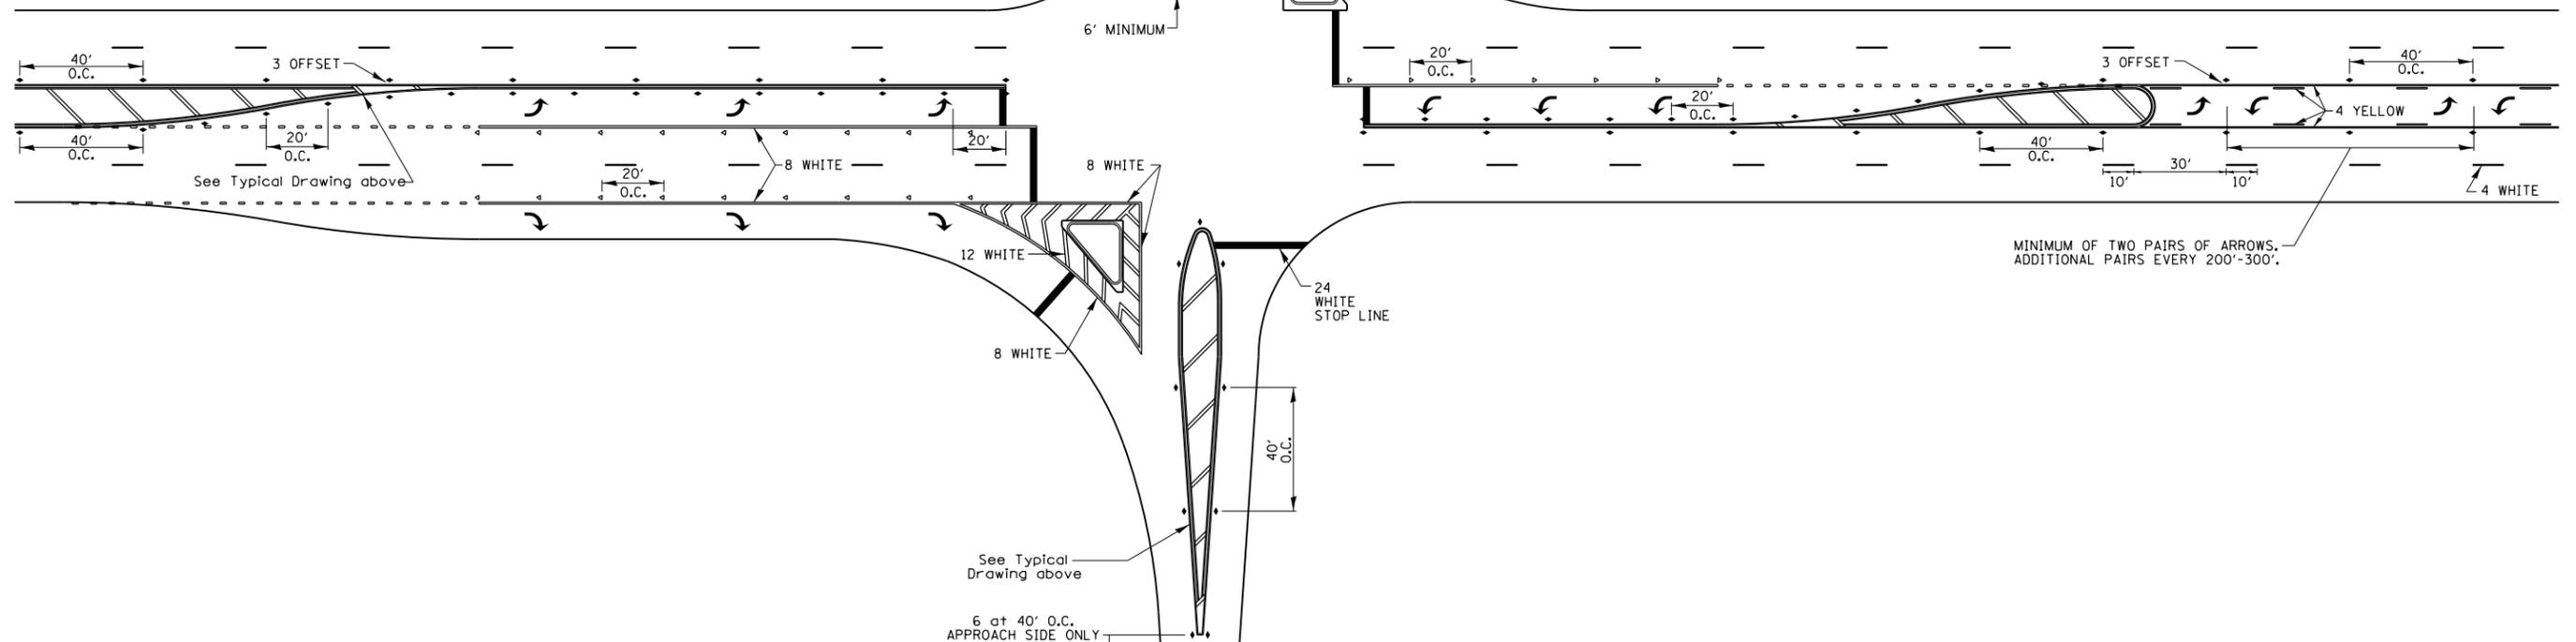 6' MINIMUM
40'
O.C.
3 OFFSET
20'
O.C.
3 OFFSET
40'
O.C.
20'
O.C.
4 YELLOW
40'
O.C.
20'
O.C.
20'
See Typical Drawing above
20'
O.C.
8 WHITE
8 WHITE
40'
O.C.
10'
30'
10'
4 WHITE
12 WHITE
MINIMUM OF TWO PAIRS OF ARROWS.
ADDITIONAL PAIRS EVERY 200'-300'.
24
WHITE
STOP LINE
8 WHITE
40'
O.C.
See Typical
Drawing above
6 at 40' O.C.
APPROACH SIDE ONLY